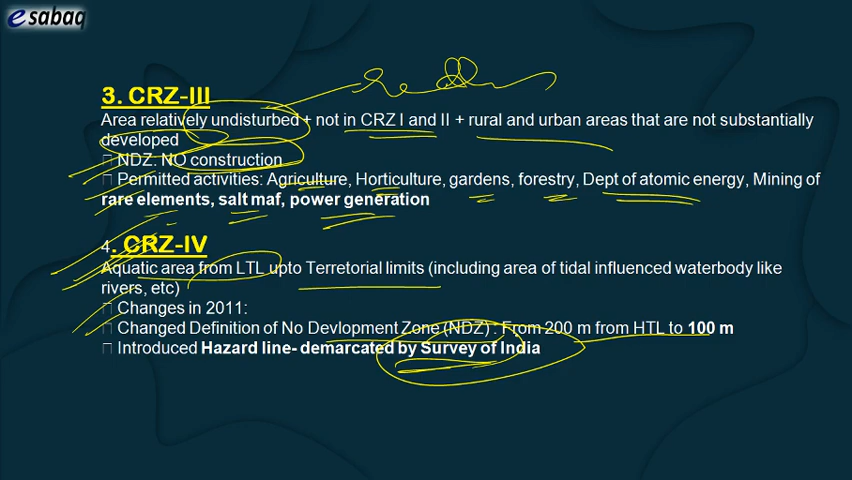 esabaq
3. CRZ-III
Area relatively undisturbed + not in CRZ I and II + rural and urban areas that are not substantially
developed
NDZ: NO construction
Permitted activities: Agriculture, Horticulture, gardens, forestry, Dept of atomic energy, Mining of
rare elements, salt maf, power generation
4. CRZ-IV
Aquatic area from LTL upto Terretorial limits (including area of tidal influenced waterbody like
rivers, etc)
Changes in 2011:
Changed Definition of No Devlopment Zone (NDZ) : From 200 m from HTL to 100 m
Introduced Hazard line- demarcated by Survey of India